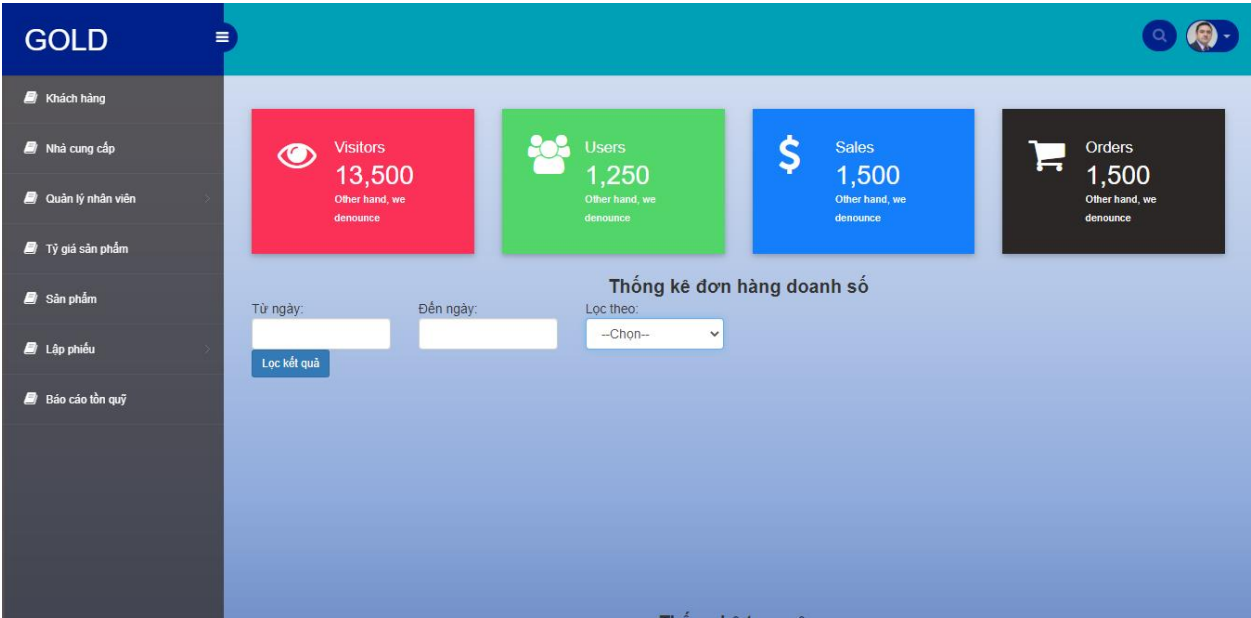 GOLD
Khách hàng
Nhà cung cấp
Quản lý nhân viên
Tỷ giá sản phẩm
Sản phẩm
Lập phiếu
Báo cáo tồn quỹ
Visitors
13,500
Other hand, we
denounce
Users
1,250
Other hand, we
denounce
Sales
1,500
Other hand, we
denounce
Orders
1,500
Other hand, we
denounce
Thống kê đơn hàng doanh số
Từ ngày:
Đến ngày:
Lọc theo:
--Chọn--
Lọc kết quả